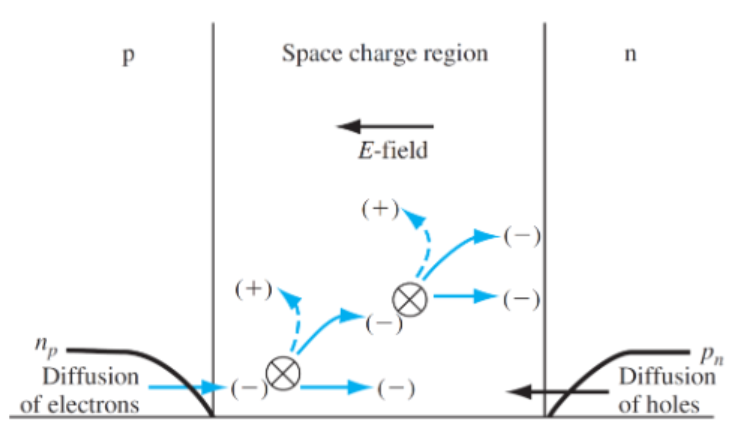 p
Space charge region
n
E-field
(+)
(−)
(−)
(+)
(−)
n_p
Diffusion
of electrons
(−)
(−)
p_n
Diffusion
of holes